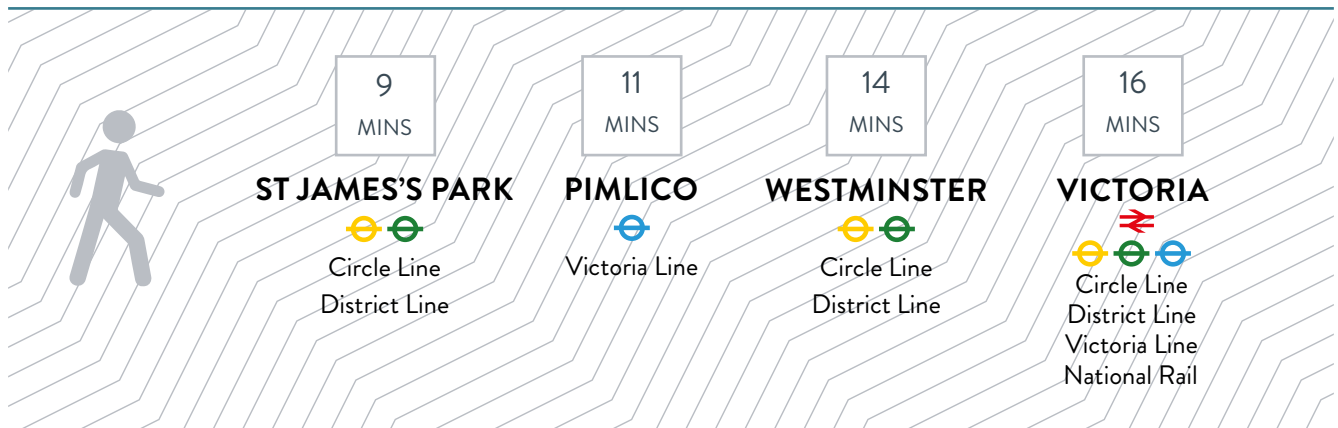 9
MINS
ST JAMES'S PARK
Circle Line
District Line
11
MINS
PIMLICO
Victoria Line
14
MINS
WESTMINSTER
Circle Line
District Line
16
MINS
VICTORIA
Circle Line
District Line
Victoria Line
National Rail